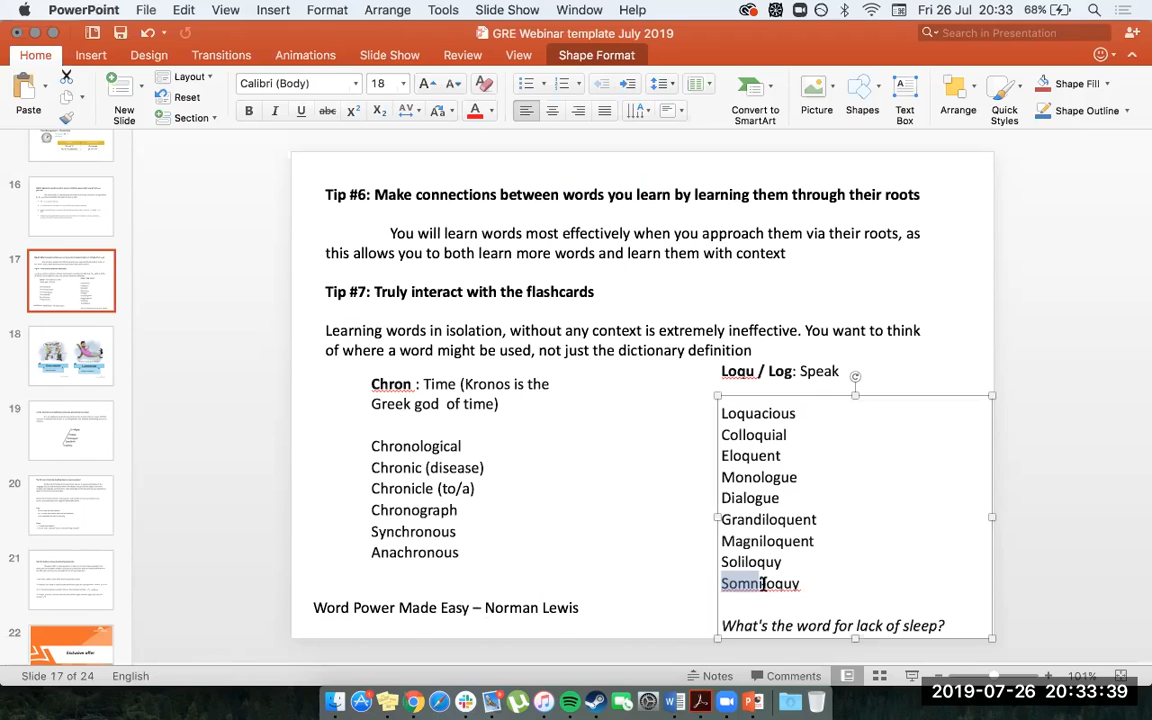 PowerPoint File Edit View Insert Format Arrange Tools Slide Show Window Help Fri 26 Jul 20:33 68%
GRE Webinar template July 2019
Search in Presentation
Home Insert Design Transitions Animations Slide Show Review View Shape Format
Paste New Slide Layout Reset Section
Calibri (Body) 18
B I U abc X² X₂ AV Aa A
Convert to SmartArt Picture Shapes Text Box Arrange Quick Styles Shape Fill Shape Outline
16
17
18
19
20
21
22
Exclusive offer
Tip #6: Make connections between words you learn by learning them through their roots
You will learn words most effectively when you approach them via their roots, as
this allows you to both learn more words and learn them with context
Tip #7: Truly interact with the flashcards
Learning words in isolation, without any context is extremely ineffective. You want to think
of where a word might be used, not just the dictionary definition
Chron : Time (Kronos is the
Greek god of time)
Chronological
Chronic (disease)
Chronicle (to/a)
Chronograph
Synchronous
Anachronous
Word Power Made Easy – Norman Lewis
Loqu / Log: Speak
Loquacious
Colloquial
Eloquent
Monologue
Dialogue
Grandiloquent
Magniloquent
Soliloquy
Somniloquy
What's the word for lack of sleep?
Slide 17 of 24 English Notes Comments 101%
2019-07-26 20:33:39